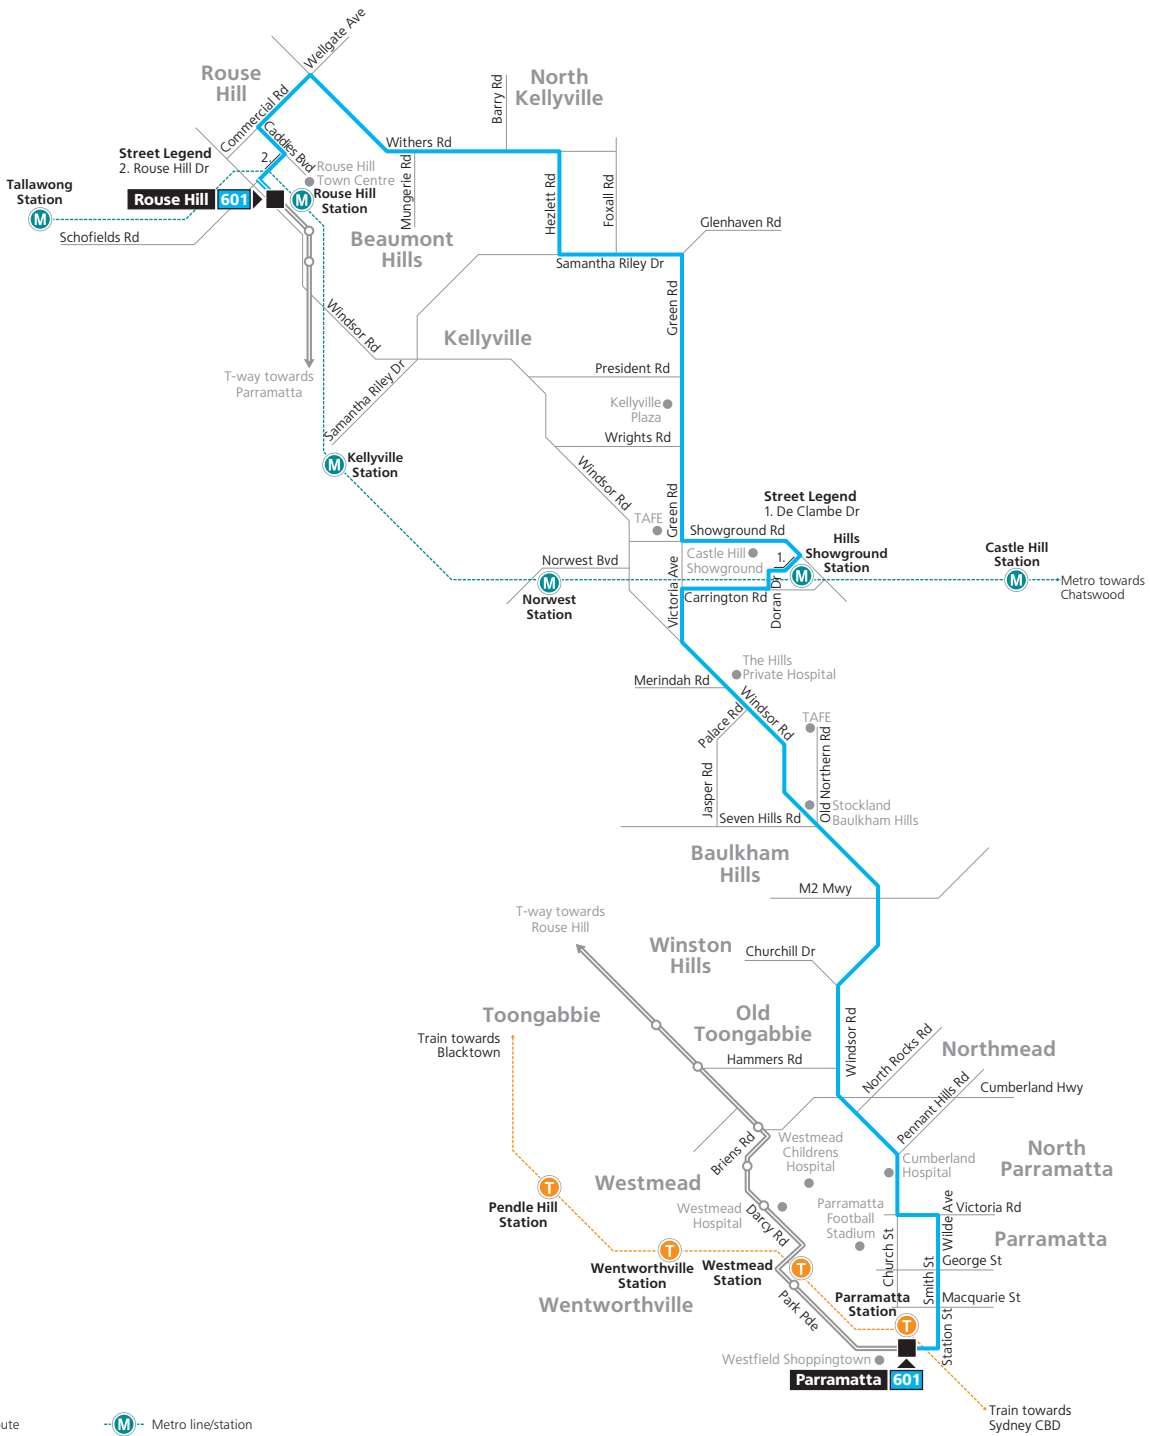 Wellgate Ave
Rouse
Hill
North
Kellyville
Barry Rd
Commercial Rd
Caddies Bvd
Withers Rd
Street Legend
2. Rouse Hill Dr
2.
Rouse Hill
Town Centre
Mungerie Rd
Tallawong
Station
M
Rouse Hill 601
M
Rouse Hill
Station
Hezlett Rd
Foxall Rd
Glenhaven Rd
Schofields Rd
Beaumont
Hills
Samantha Riley Dr
Green Rd
Windsor Rd
Kellyville
T-way towards
Parramatta
President Rd
Samantha Riley Dr
Kellyville
Plaza
Wrights Rd
M
Kellyville
Station
Windsor Rd
Green Rd
Street Legend
1. De Clambe Dr
TAFE
Showground Rd
Hills
Showground
Station
Castle Hill
Showground
1.
M
Castle Hill
Station
M
Norwest Bvd
M
Norwest
Station
Victoria Ave
Carrington Rd
Doran Dr
Metro towards
Chatswood
The Hills
Private Hospital
Merindah Rd
Windsor Rd
Palace Rd
TAFE
Old Northern Rd
Jasper Rd
Stockland
Baulkham Hills
Seven Hills Rd
Baulkham
Hills
M2 Mwy
T-way towards
Rouse Hill
Winston
Hills
Churchill Dr
Toongabbie
Old
Toongabbie
Windsor Rd
Train towards
Blacktown
Hammers Rd
North Rocks Rd
Northmead
Pennant Hills Rd
Cumberland Hwy
Briens Rd
Westmead
Childrens
Hospital
Cumberland
Hospital
North
Parramatta
T
Pendle Hill
Station
Westmead
Westmead
Hospital
Darcy Rd
Parramatta
Football
Stadium
Wilde Ave
Victoria Rd
Parramatta
Church St
T
Wentworthville
Station
Westmead
Station
T
Smith St
George St
Wentworthville
Park Pde
Parramatta
Station
T
Macquarie St
Station St
Westfield Shoppingtown
Parramatta 601
Train towards
Sydney CBD
ute
M
Metro line/station